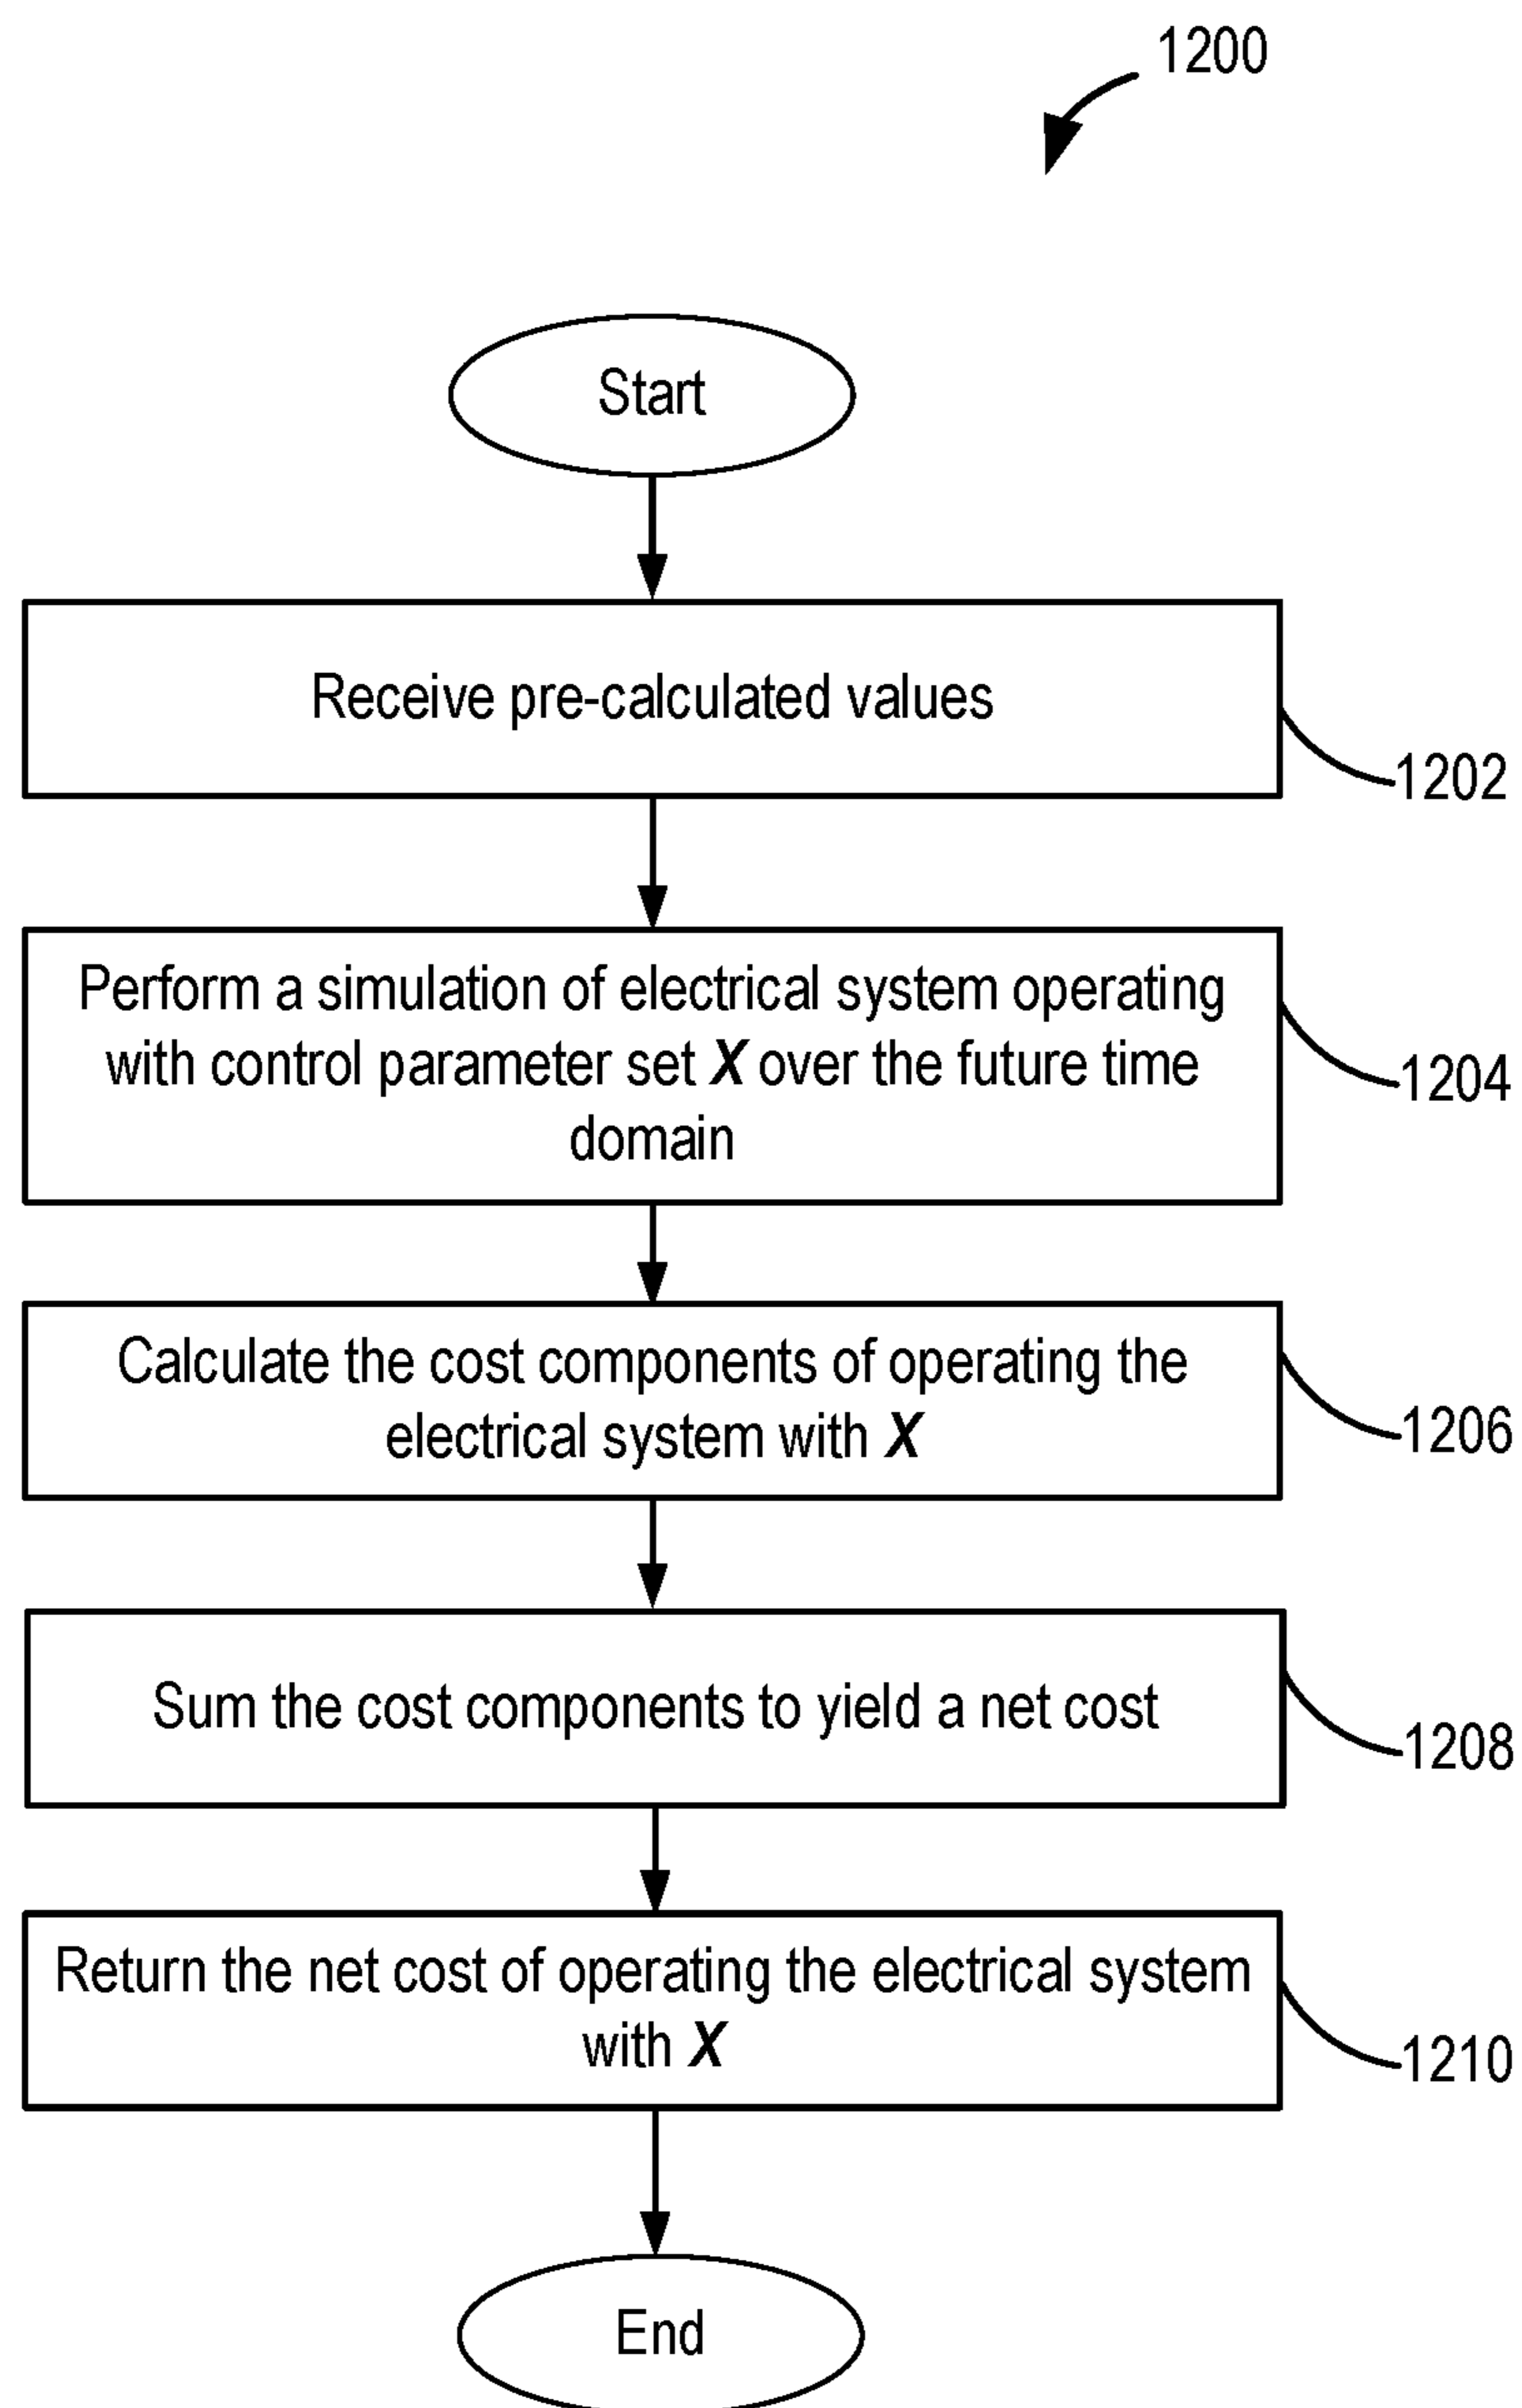 1200
Start
Receive pre-calculated values
1202
Perform a simulation of electrical system operating
with control parameter set X over the future time
domain
1204
Calculate the cost components of operating the
electrical system with X
1206
Sum the cost components to yield a net cost
1208
Return the net cost of operating the electrical system
with X
1210
End